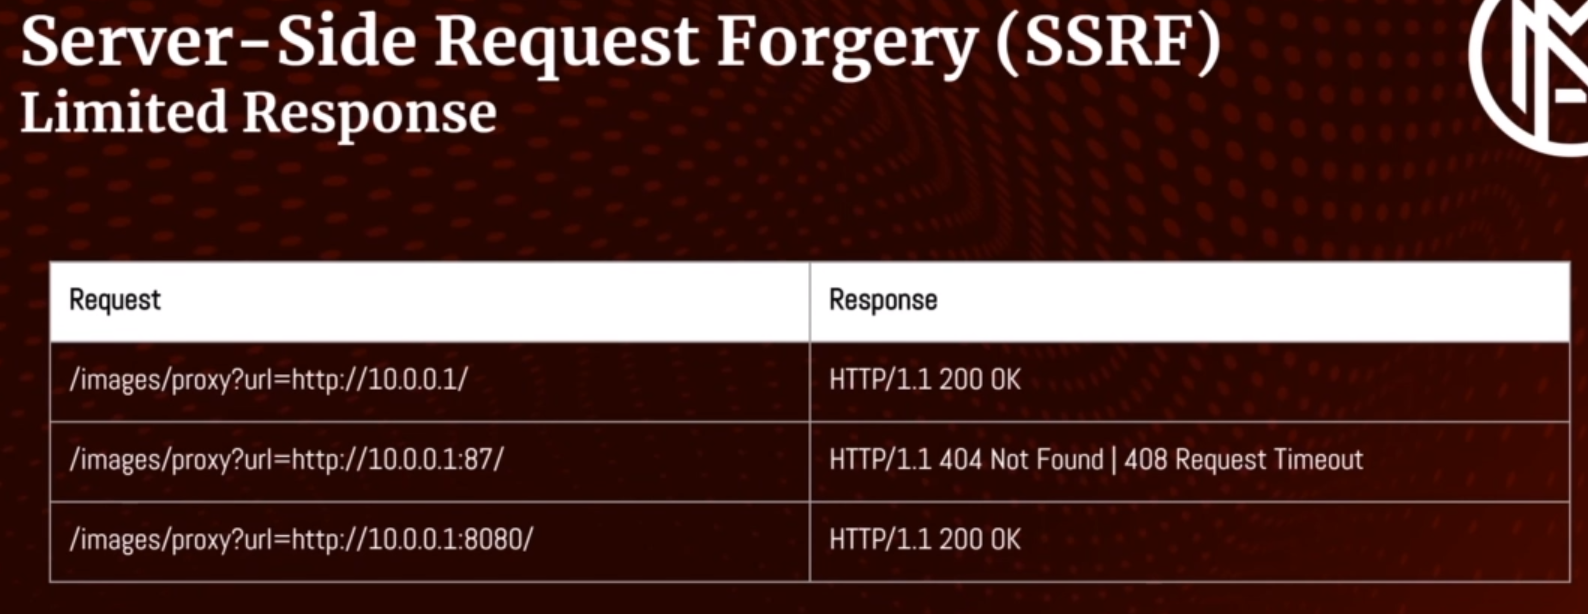 Server-Side Request Forgery (SSRF)
Limited Response
Request Response
/images/proxy?url=http://10.0.0.1/ HTTP/1.1 200 OK
/images/proxy?url=http://10.0.0.1:87/ HTTP/1.1 404 Not Found | 408 Request Timeout
/images/proxy?url=http://10.0.0.1:8080/ HTTP/1.1 200 OK